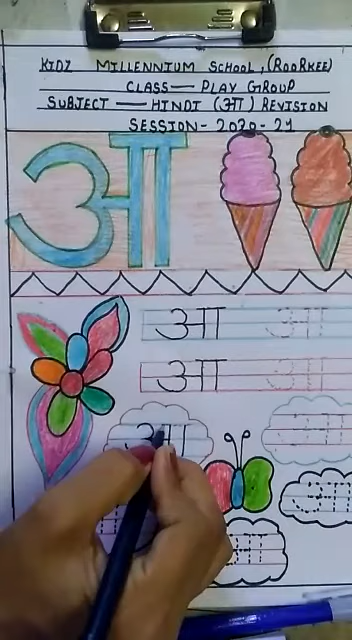 KIDZ MILLENNIUM SCHOOL, (ROORKEE)
CLASS — PLAY GROUP
SUBJECT — HINDI (आ) REVISION
SESSION - 2020-21
आ
आ आ
आ आ
आ आ
आ
आ